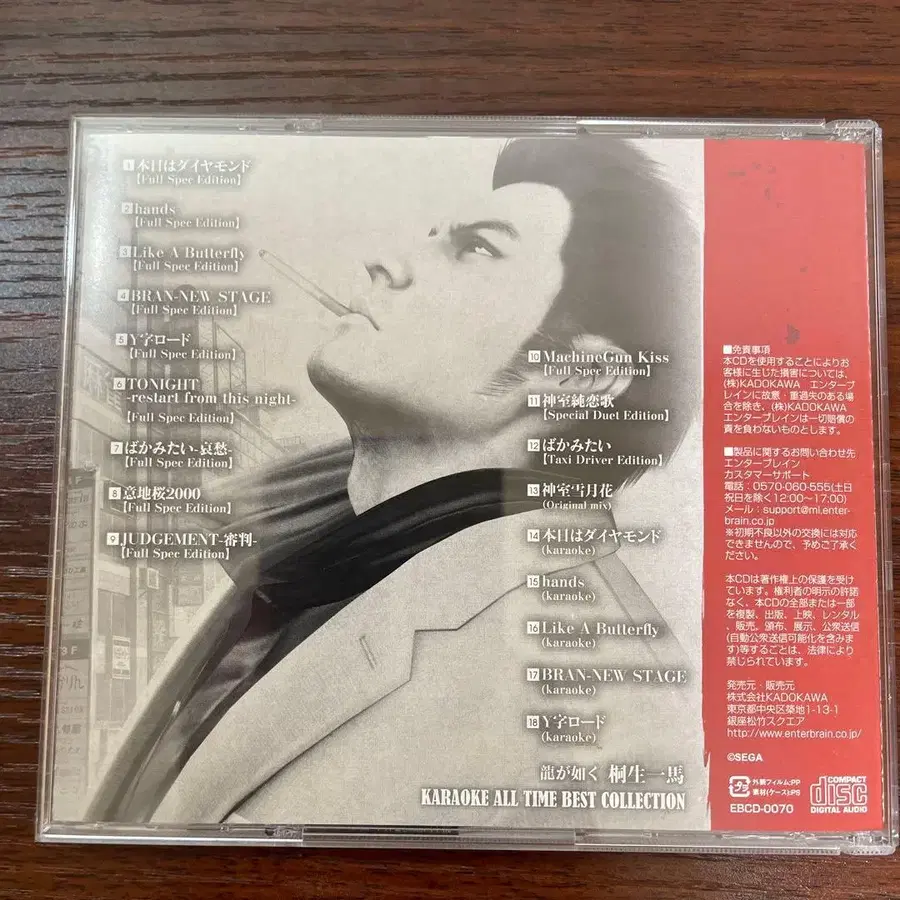 1 本日はダイヤモンド
【Full Spec Edition】
2 hands
【Full Spec Edition】
3 Like A Butterfly
【Full Spec Edition】
4 BRAN-NEW STAGE
【Full Spec Edition】
5 Y字ロード
【Full Spec Edition】
6 TONIGHT
-restart from this night-
【Full Spec Edition】
7 ばかみたい-哀愁-
【Full Spec Edition】
8 意地桜2000
【Full Spec Edition】
9 JUDGEMENT-審判-
【Full Spec Edition】
10 MachineGun Kiss
【Full Spec Edition】
11 神室純恋歌
【Special Duet Edition】
12 ばかみたい
【Taxi Driver Edition】
13 神室雪月花
(Original mix)
14 本日はダイヤモンド
(karaoke)
15 hands
(karaoke)
16 Like A Butterfly
(karaoke)
17 BRAN-NEW STAGE
(karaoke)
18 Y字ロード
(karaoke)
龍が如く 桐生一馬
KARAOKE ALL TIME BEST COLLECTION
■免責事項
本CDを使用することによりお
客様に生じた損害については、
(株)KADOKAWA エンターブ
レインに故意・重過失のある場
合を除き、(株)KADOKAWA
エンターブレインは一切賠償の
責を負わないものとします。
■製品に関するお問い合わせ先
エンターブレイン
カスタマーサポート
電話：0570-060-555(土日
祝日を除く12:00～17:00)
メール：support@ml.enter-
brain.co.jp
※初期不良以外の交換には対応
できませんので、予めご了承く
ださい。
本CDは著作権上の保護を受け
ています。権利者の明示の許諾
なく、本CDの全部または一部
を複製、出版、上映、レンタル
、販売、頒布、展示、公衆送信
(自動公衆送信可能化を含みま
す)等することは、法律により
禁じられています。
発売元・販売元
株式会社KADOKAWA
東京都中央区築地1-13-1
銀座松竹スクエア
http://www.enterbrain.co.jp/
©SEGA
プラ
外装フィルム:PP
素材(ケース):PS
EBCD-0070
COMPACT
disc
DIGITAL AUDIO